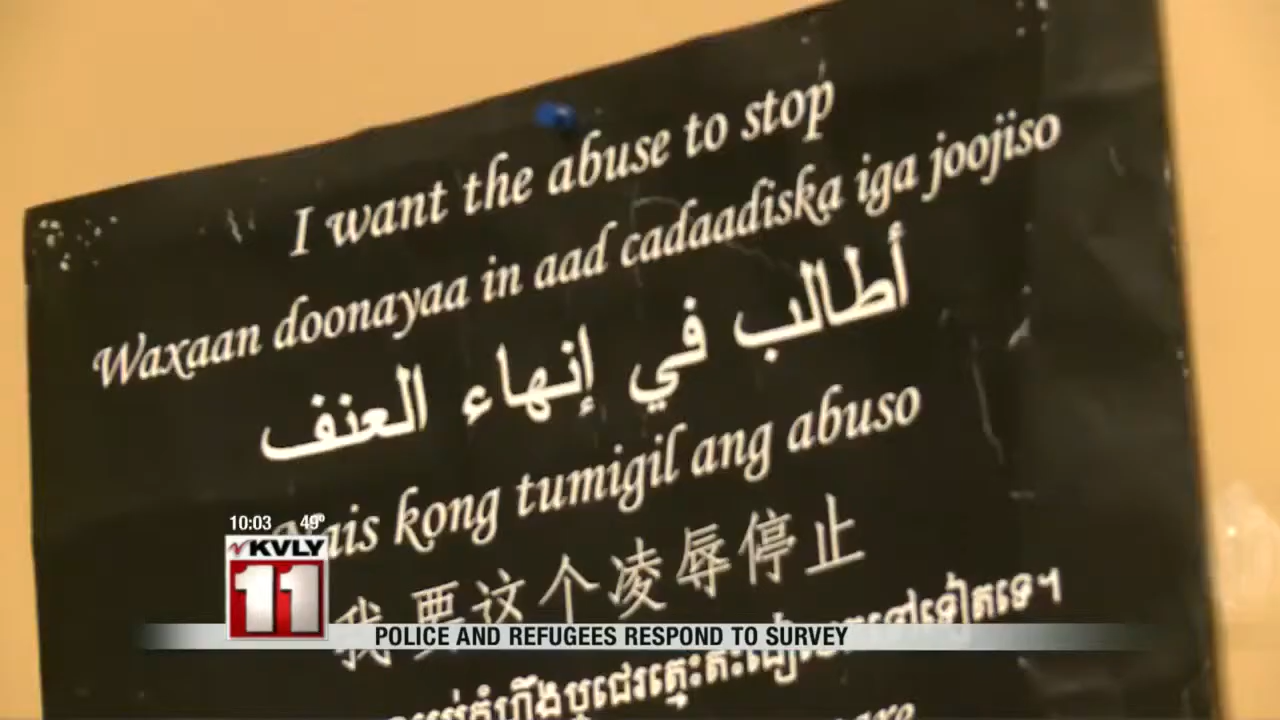 I want the abuse to stop
Waxaan doonayaa in aad cadaadiska iga joojiso
أطالب في إنهاء العنف
kong tumigil ang abuso
我要这个凌辱停止
10:03 49°
KVLY
11
POLICE AND REFUGEES RESPOND TO SURVEY